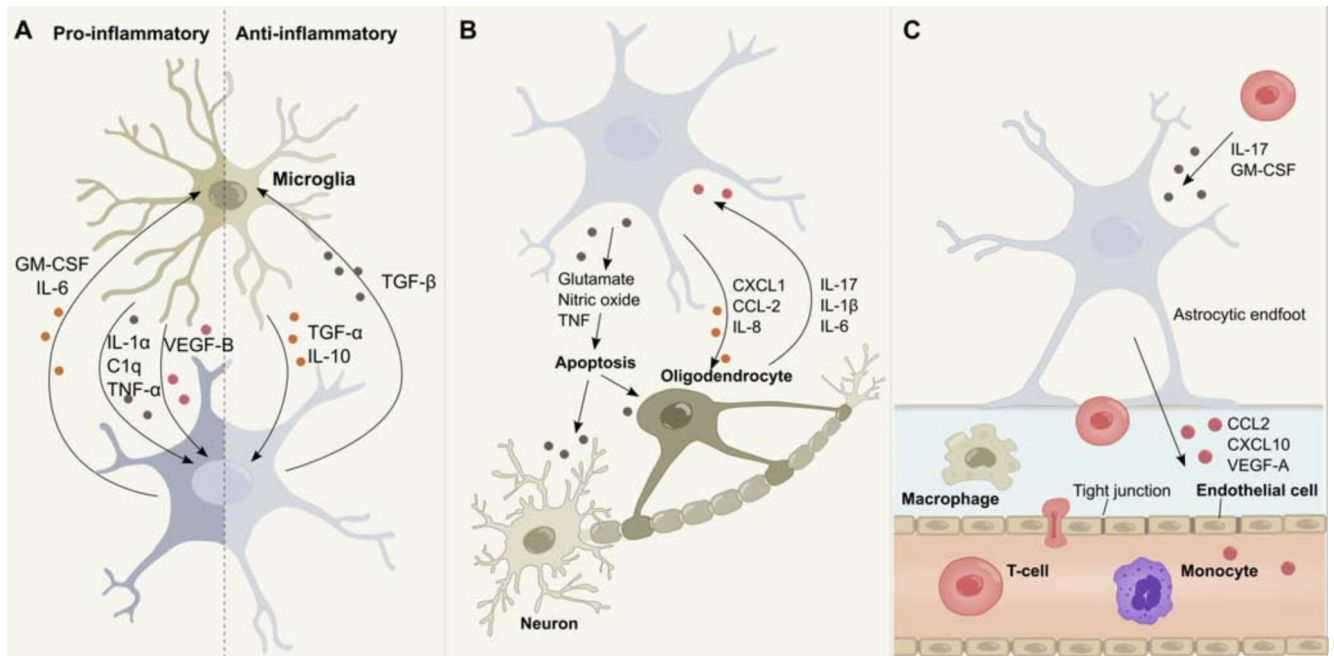 A
Pro-inflammatory
Anti-inflammatory
Microglia
GM-CSF
IL-6
TGF-β
IL-1α
C1q
TNF-α
VEGF-B
TGF-α
IL-10
B
Glutamate
Nitric oxide
TNF
Apoptosis
CXCL1
CCL-2
IL-8
IL-17
IL-1β
IL-6
Oligodendrocyte
Neuron
C
IL-17
GM-CSF
Astrocytic endfoot
CCL2
CXCL10
VEGF-A
Macrophage
Tight junction
Endothelial cell
T-cell
Monocyte